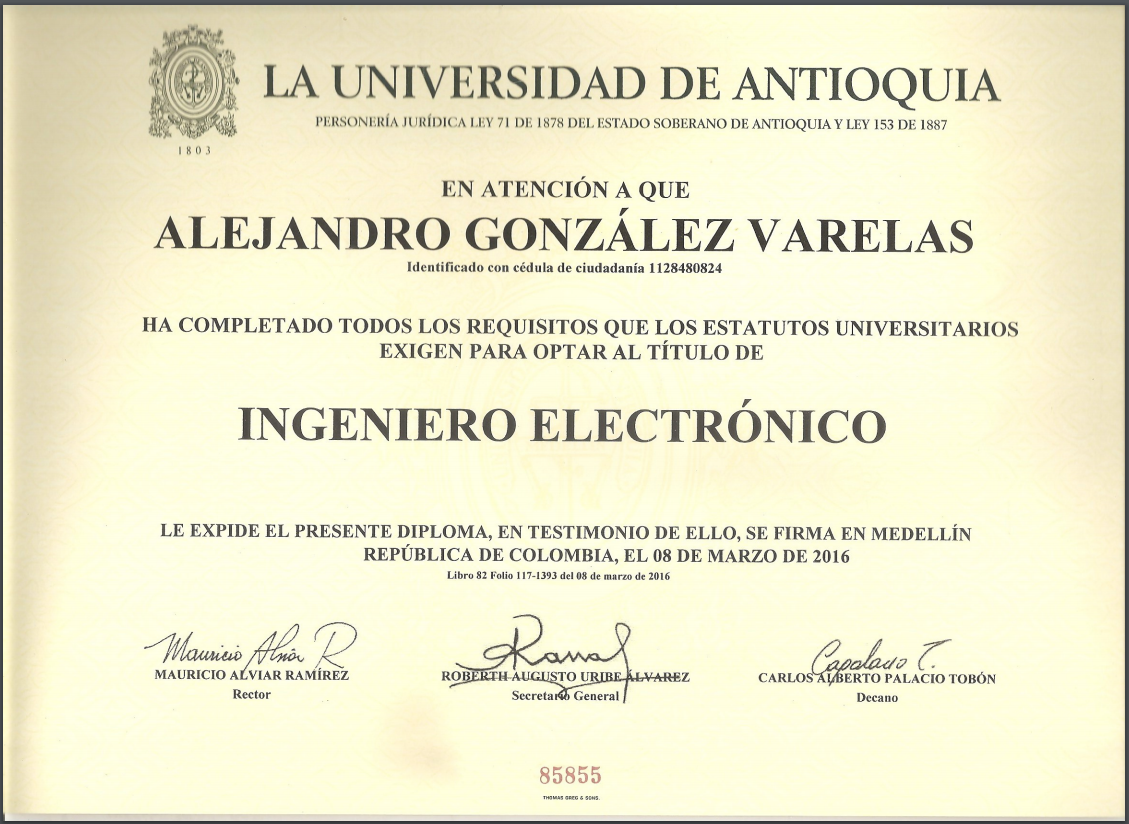 LA UNIVERSIDAD DE ANTIOQUIA
PERSONERÍA JURÍDICA LEY 71 DE 1878 DEL ESTADO SOBERANO DE ANTIOQUIA Y LEY 153 DE 1887
1803
EN ATENCIÓN A QUE
ALEJANDRO GONZÁLEZ VARELAS
Identificado con cédula de ciudadanía 1128480824
HA COMPLETADO TODOS LOS REQUISITOS QUE LOS ESTATUTOS UNIVERSITARIOS
EXIGEN PARA OPTAR AL TÍTULO DE
INGENIERO ELECTRÓNICO
LE EXPIDE EL PRESENTE DIPLOMA, EN TESTIMONIO DE ELLO, SE FIRMA EN MEDELLÍN
REPÚBLICA DE COLOMBIA, EL 08 DE MARZO DE 2016
Libro 82 Folio 117-1393 del 08 de marzo de 2016
Mauricio Alviar R
MAURICIO ALVIAR RAMÍREZ
Rector
ROBERTH AUGUSTO URIBE ÁLVAREZ
Secretario General
CARLOS ALBERTO PALACIO TOBÓN
Decano
85855
THOMAS GREG & SONS.